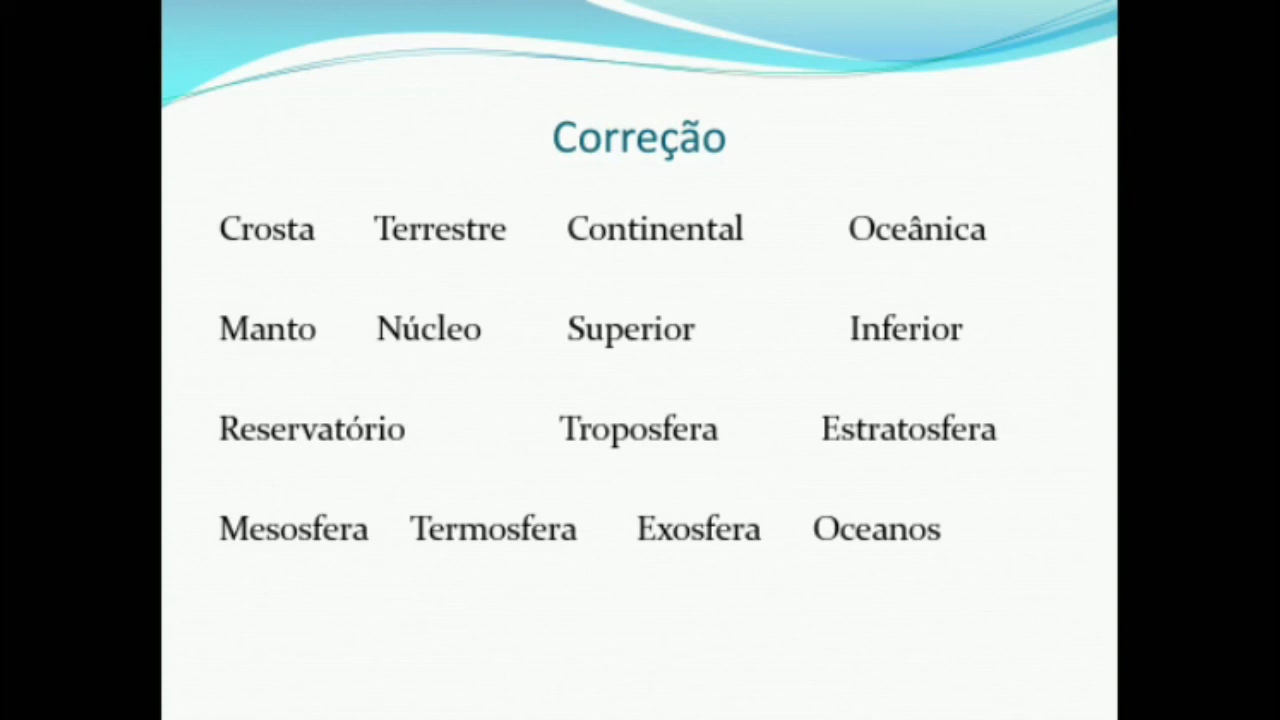 Correção
Crosta Terrestre Continental Oceânica
Manto Núcleo Superior Inferior
Reservatório Troposfera Estratosfera
Mesosfera Termosfera Exosfera Oceanos